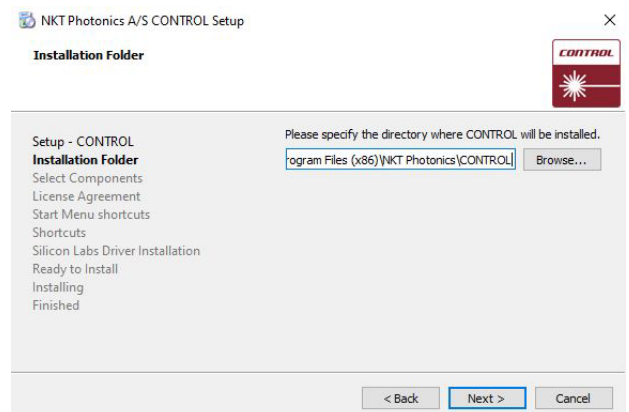 NKT Photonics A/S CONTROL Setup
Installation Folder
CONTROL
Setup - CONTROL
Installation Folder
Select Components
License Agreement
Start Menu shortcuts
Shortcuts
Silicon Labs Driver Installation
Ready to Install
Installing
Finished
Please specify the directory where CONTROL will be installed.
rogram Files (x86)\NKT Photonics\CONTROL
Browse...
< Back
Next >
Cancel